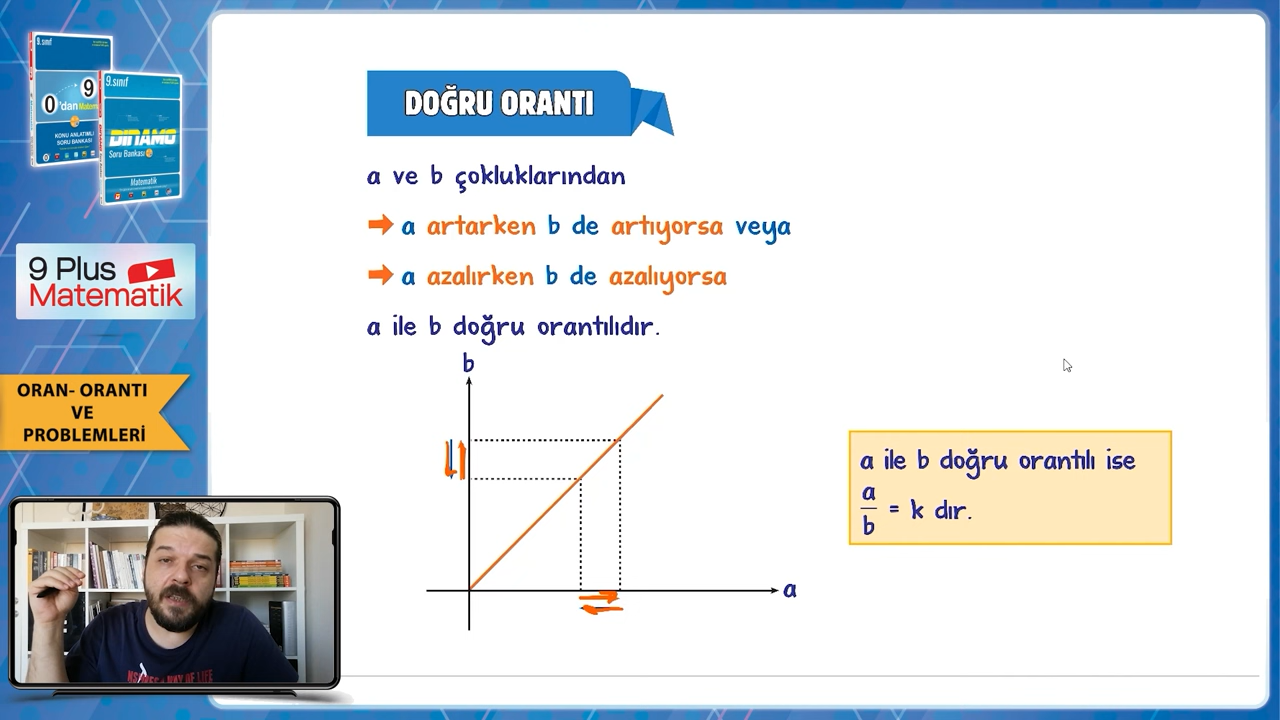 9.sınıf
0'dan 9
Matematik
KONU ANLATIMLI
SORU BANKASI
9.sınıf
DİNAMO
Soru Bankası
Matematik
9 Plus
Matematik
ORAN- ORANTI
VE
PROBLEMLERİ
DOĞRU ORANTI
a ve b çokluklarından
➡ a artarken b de artıyorsa veya
➡ a azalırken b de azalıyorsa
a ile b doğru orantılıdır.
b
a
a ile b doğru orantılı ise
a/b = k dır.